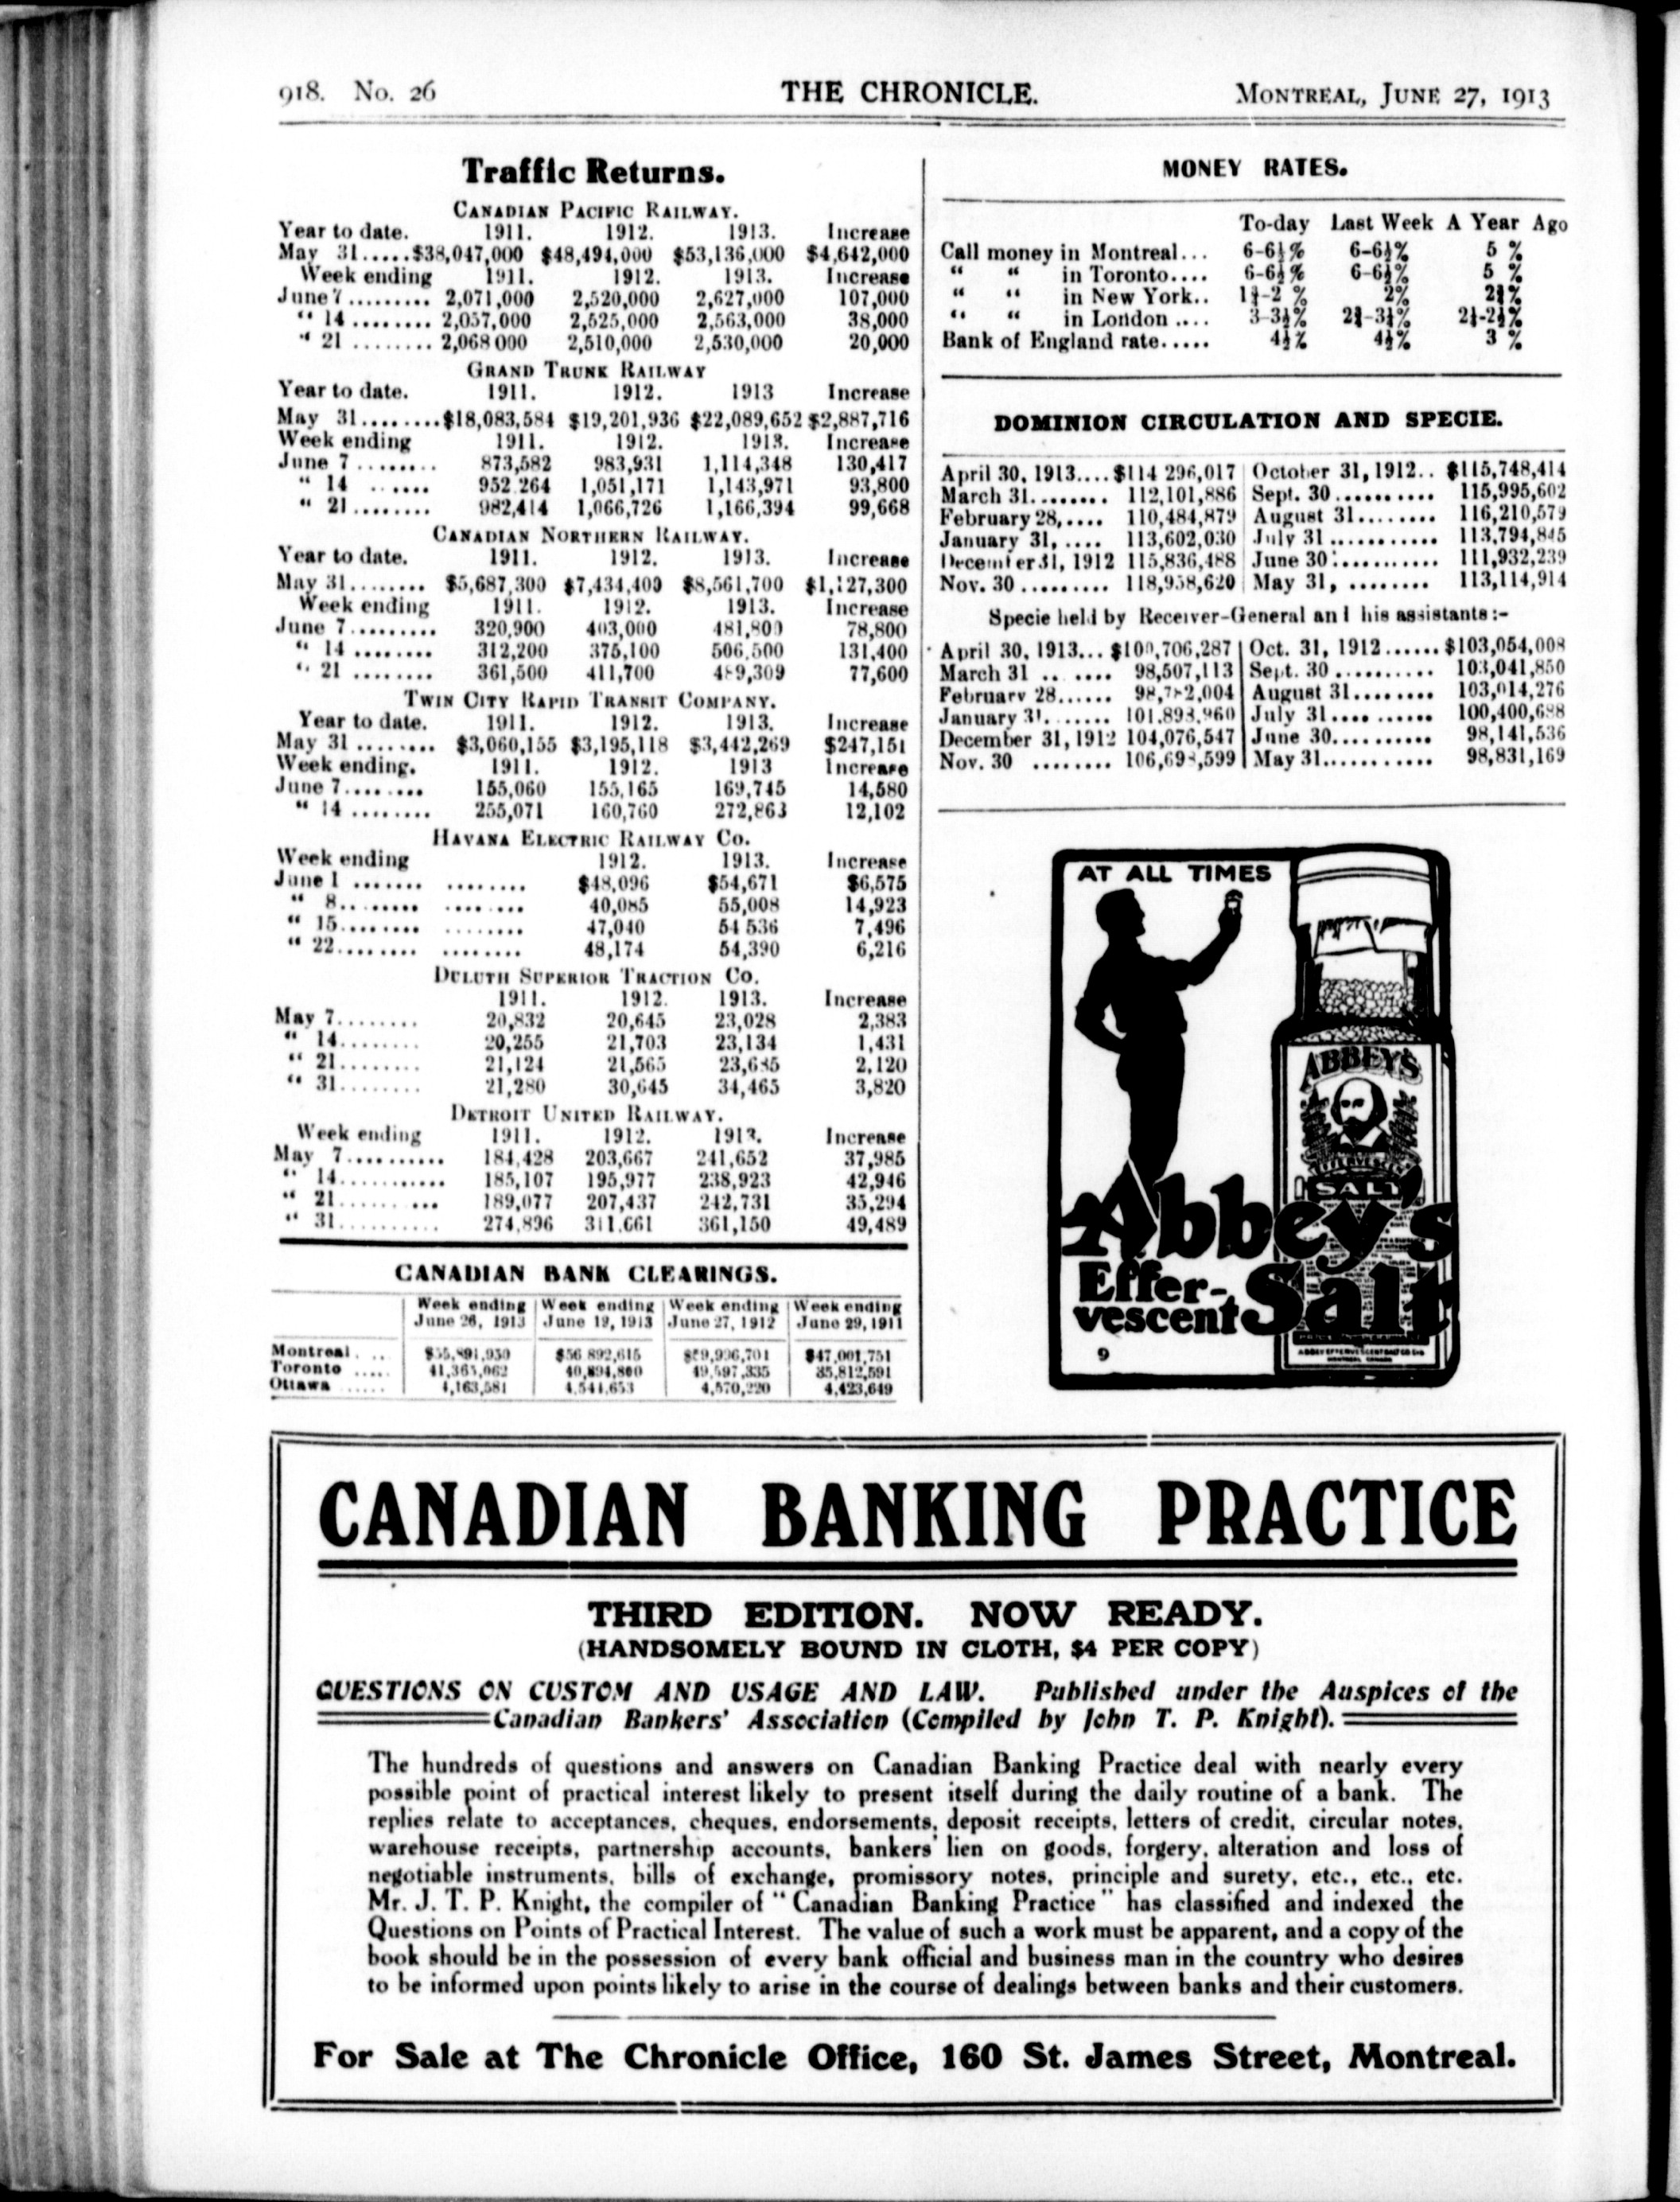 918. No. 26 THE CHRONICLE. MONTREAL, JUNE 27, 1913
Traffic Returns.
CANADIAN PACIFIC RAILWAY.
Year to date. 1911. 1912. 1913. Increase
May 31..... $38,047,000 $48,494,000 $53,136,000 $4,642,000
Week ending 1911. 1912. 1913. Increase
June 7......... 2,071,000 2,520,000 2,627,000 107,000
“ 14........ 2,057,000 2,525,000 2,563,000 38,000
“ 21........ 2,068 000 2,510,000 2,530,000 20,000
GRAND TRUNK RAILWAY
Year to date. 1911. 1912. 1913 Increase
May 31........ $18,083,584 $19,201,936 $22,089,652 $2,887,716
Week ending 1911. 1912. 1913. Increase
June 7........ 873,582 983,931 1,114,348 130,417
“ 14 ...... 952 264 1,051,171 1,143,971 93,800
“ 21........ 982,414 1,066,726 1,166,394 99,668
CANADIAN NORTHERN RAILWAY.
Year to date. 1911. 1912. 1913. Increase
May 31........ $5,687,300 $7,434,400 $8,561,700 $1,127,300
Week ending 1911. 1912. 1913. Increase
June 7......... 320,900 403,000 481,800 78,800
“ 14........ 312,200 375,100 506,500 131,400
“ 21........ 361,500 411,700 489,309 77,600
TWIN CITY RAPID TRANSIT COMPANY.
Year to date. 1911. 1912. 1913. Increase
May 31........ $3,060,155 $3,195,118 $3,442,269 $247,151
Week ending. 1911. 1912. 1913 Increase
June 7........ 155,060 155,165 169,745 14,580
“ 14........ 255,071 160,760 272,863 12,102
HAVANA ELECTRIC RAILWAY CO.
Week ending 1912. 1913. Increase
June 1 ....... ........ $48,096 $54,671 $6,575
“ 8......... ........ 40,085 55,008 14,923
“ 15........ ........ 47,040 54 536 7,496
“ 22........ ........ 48,174 54,390 6,216
DULUTH SUPERIOR TRACTION CO.
1911. 1912. 1913. Increase
May 7........ 20,832 20,645 23,028 2,383
“ 14........ 20,255 21,703 23,134 1,431
“ 21........ 21,124 21,565 23,685 2,120
“ 31........ 21,280 30,645 34,465 3,820
DETROIT UNITED RAILWAY.
Week ending 1911. 1912. 1913. Increase
May 7.......... 184,428 203,667 241,652 37,985
“ 14........... 185,107 195,977 238,923 42,946
“ 21......... 189,077 207,437 242,731 35,294
“ 31.......... 274,896 311,661 361,150 49,489
CANADIAN BANK CLEARINGS.
Week ending Week ending Week ending Week ending
June 26, 1913 June 19, 1913 June 27, 1912 June 29, 1911
Montreal $56 892,615 $47,001,751
Toronto 35,812,591
Ottawa 4,163,581 4,544,653 4,570,220 4,423,649
MONEY RATES.
To-day Last Week A Year Ago
Call money in Montreal... 6-6½% 6-6½% 5 %
“ “ in Toronto.... 6-6½% 6-6½% 5 %
“ “ in New York.. 2%
“ “ in London ....
Bank of England rate..... 4½% 4½% 3 %
DOMINION CIRCULATION AND SPECIE.
April 30, 1913.... $114 296,017 October 31, 1912.. $115,748,414
March 31........ 112,101,886 Sept. 30.......... 115,995,602
February 28,.... 110,484,879 August 31........ 116,210,579
January 31, .... 113,602,030 July 31........... 113,794,845
December 31, 1912 115,836,488 June 30........... 111,932,239
Nov. 30......... 118,958,620 May 31, ........ 113,114,914
Specie held by Receiver-General and his assistants:-
April 30, 1913... $100,706,287 Oct. 31, 1912...... $103,054,008
March 31 .. .... 98,507,113 Sept. 30.......... 103,041,850
February 28...... 98,782,004 August 31........ 103,014,276
January 31. ...... 101,893,960 July 31.......... 100,400,688
December 31, 1912 104,076,547 June 30.......... 98,141,536
Nov. 30 ........ 106,698,599 May 31........... 98,831,169
AT ALL TIMES
ABBEY'S
EFFERVESCENT
SALT
Abbey's
Effer-
vescent Salt
ABBEY EFFERVESCENT SALT CO
MONTREAL CANADA
9
CANADIAN BANKING PRACTICE
THIRD EDITION. NOW READY.
(HANDSOMELY BOUND IN CLOTH, $4 PER COPY)
QUESTIONS ON CUSTOM AND USAGE AND LAW. Published under the Auspices of the
Canadian Bankers' Association (Compiled by John T. P. Knight).
The hundreds of questions and answers on Canadian Banking Practice deal with nearly every
possible point of practical interest likely to present itself during the daily routine of a bank. The
replies relate to acceptances, cheques, endorsements, deposit receipts, letters of credit, circular notes,
warehouse receipts, partnership accounts, bankers' lien on goods, forgery, alteration and loss of
negotiable instruments, bills of exchange, promissory notes, principle and surety, etc., etc., etc.
Mr. J. T. P. Knight, the compiler of “Canadian Banking Practice” has classified and indexed the
Questions on Points of Practical Interest. The value of such a work must be apparent, and a copy of the
book should be in the possession of every bank official and business man in the country who desires
to be informed upon points likely to arise in the course of dealings between banks and their customers.
For Sale at The Chronicle Office, 160 St. James Street, Montreal.